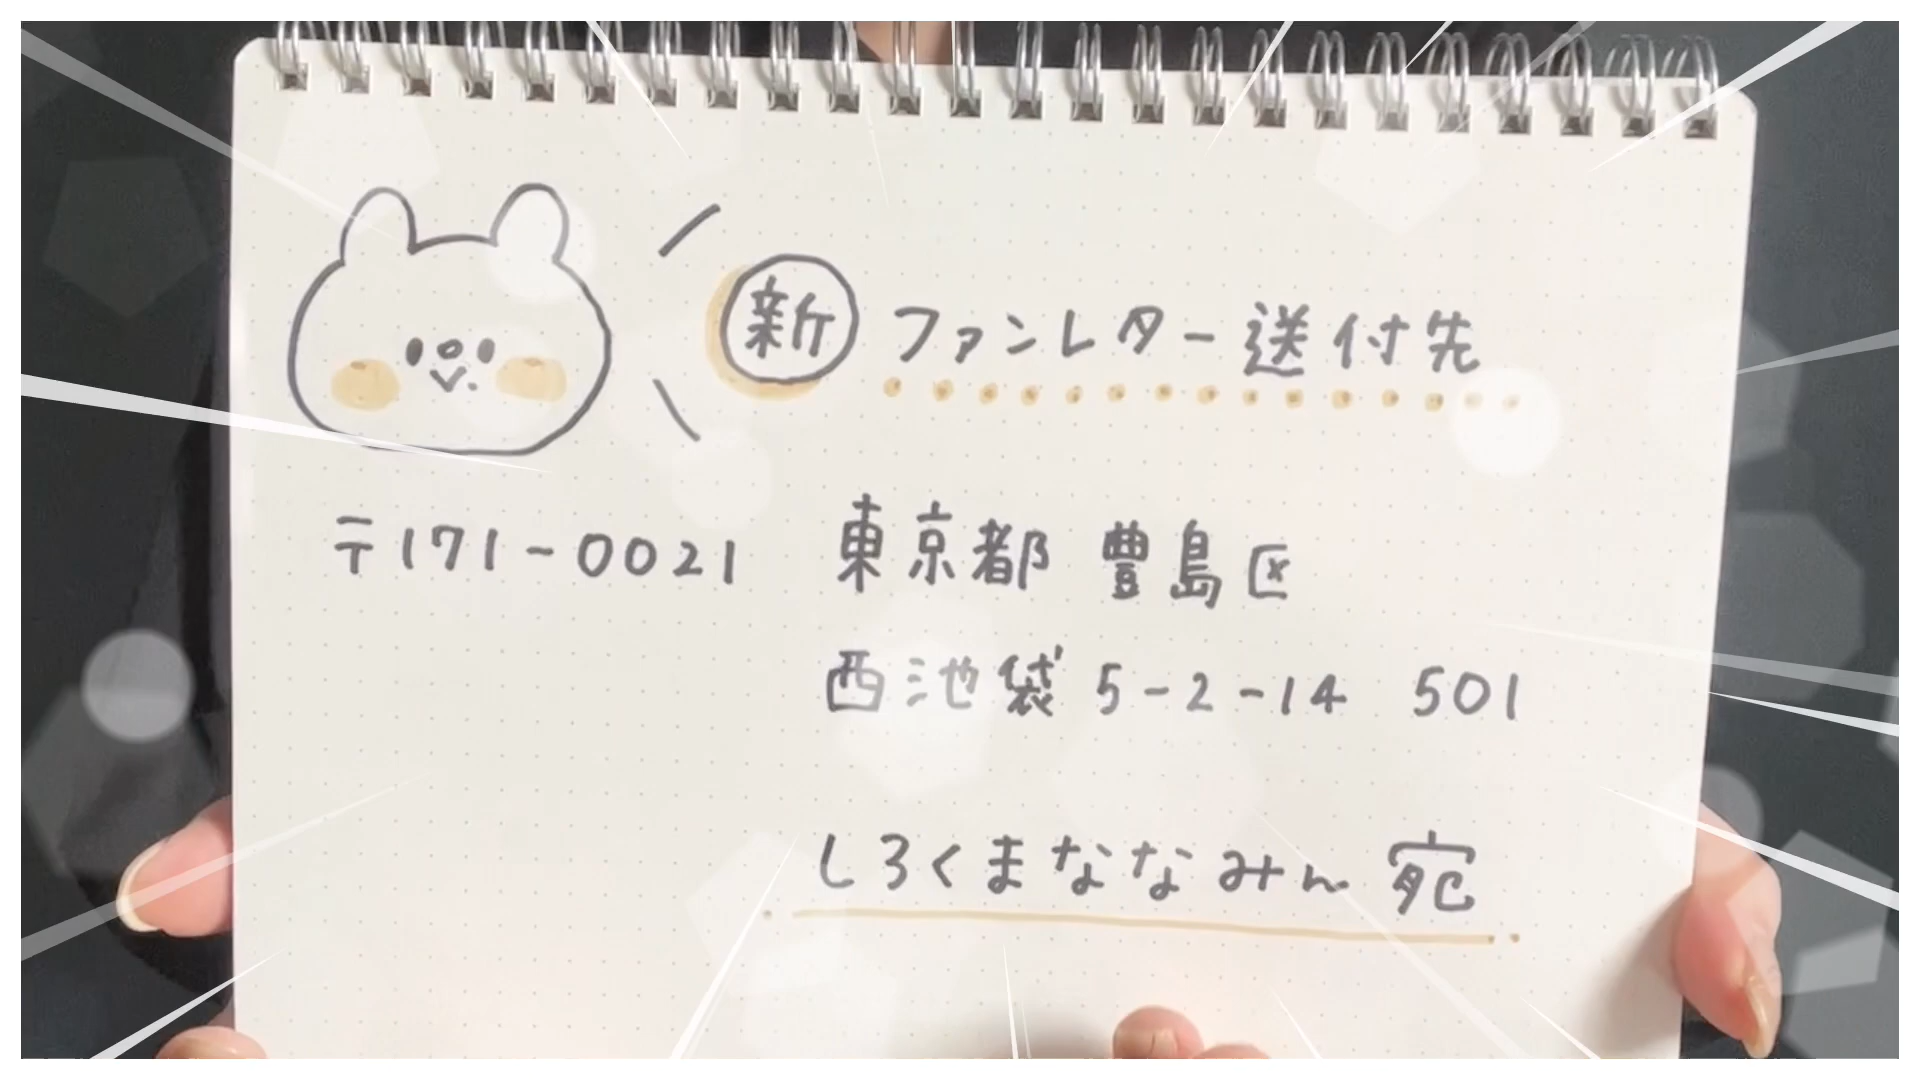 新 ファンレター送付先
〒171-0021 東京都 豊島区
西池袋 5-2-14 501
しろくまななみん 宛